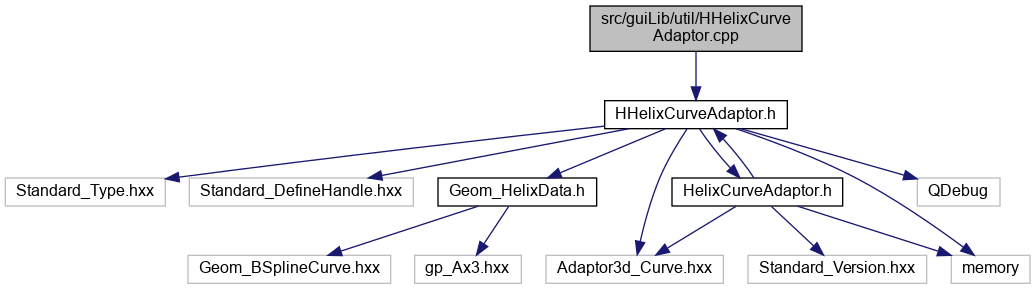 src/guiLib/util/HHelixCurve
Adaptor.cpp
HHelixCurveAdaptor.h
Standard_Type.hxx
Standard_DefineHandle.hxx
Geom_HelixData.h
HelixCurveAdaptor.h
QDebug
Geom_BSplineCurve.hxx
gp_Ax3.hxx
Adaptor3d_Curve.hxx
Standard_Version.hxx
memory